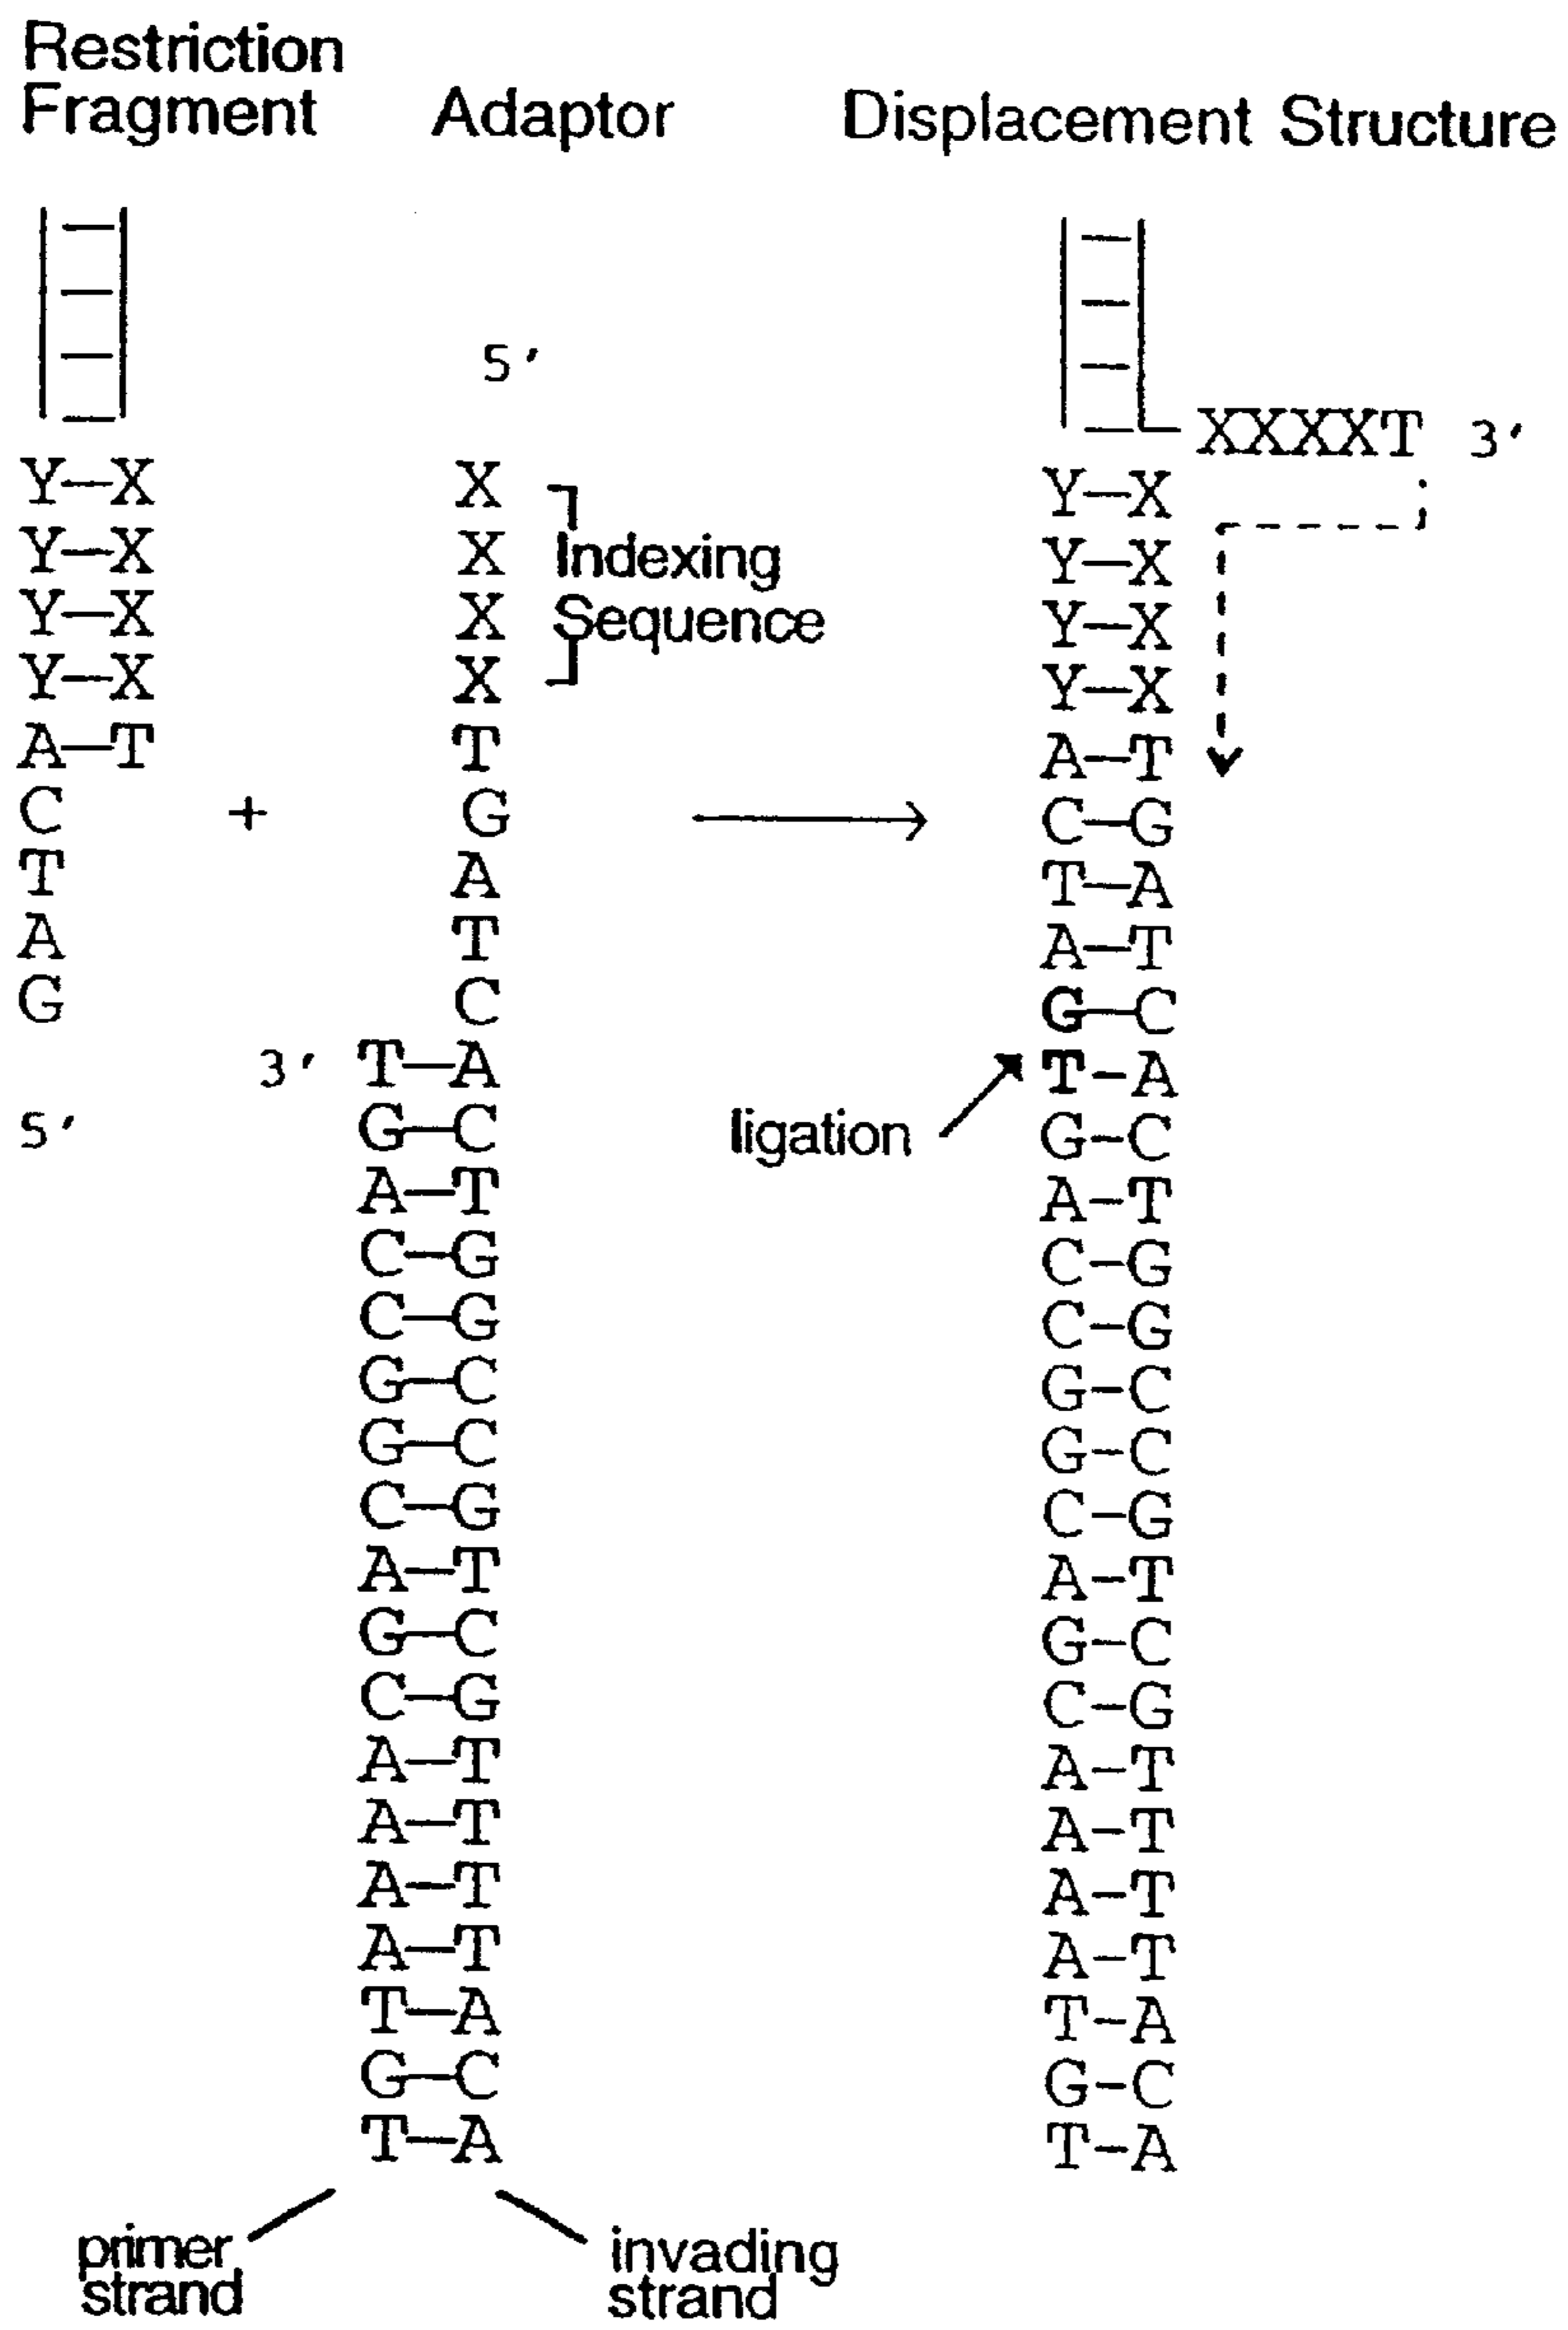 Restriction
Fragment
Y—X
Y—X
Y—X
Y—X
A—T
C
T
A
G
5'
+
Adaptor
5'
X
X
X
X
T
G
A
T
C
3' T—A
G—C
A—T
C—G
C—G
G—C
G—C
C—G
A—T
G—C
C—G
A—T
A—T
A—T
A—T
T—A
G—C
T—A
Indexing
Sequence
primer
strand
invading
strand
Displacement Structure
XXXXT 3'
Y—X
Y—X
Y—X
Y—X
A—T
C—G
T—A
A—T
G—C
T-A
G-C
A-T
C-G
C-G
G-C
G-C
C-G
A-T
G-C
C-G
A-T
A-T
A-T
A-T
T-A
G-C
T-A
ligation